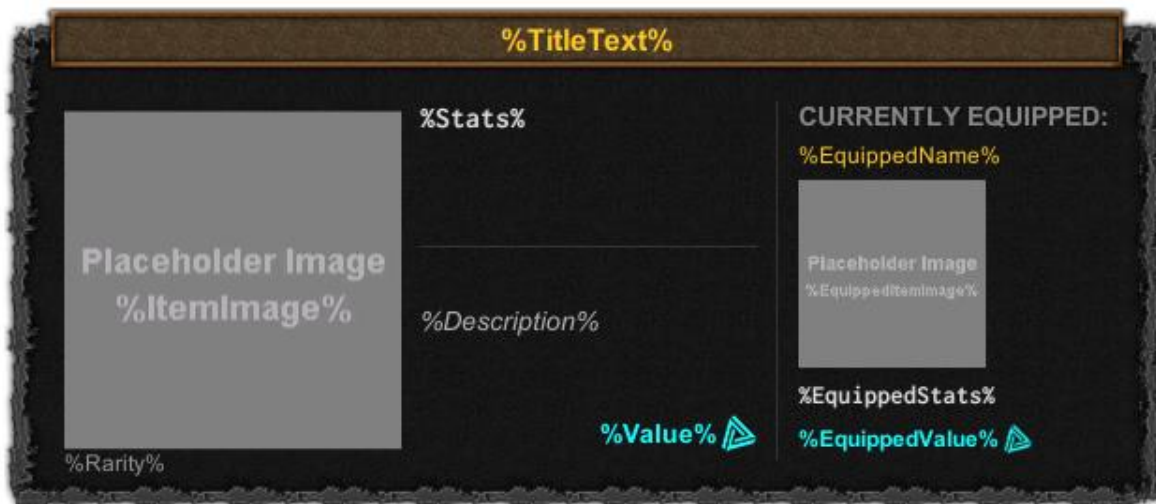 %TitleText%
Placeholder Image
%ItemImage%
%Rarity%
%Stats%
%Description%
%Value%
CURRENTLY EQUIPPED:
%EquippedName%
Placeholder Image
%EquippedItemImage%
%EquippedStats%
%EquippedValue%